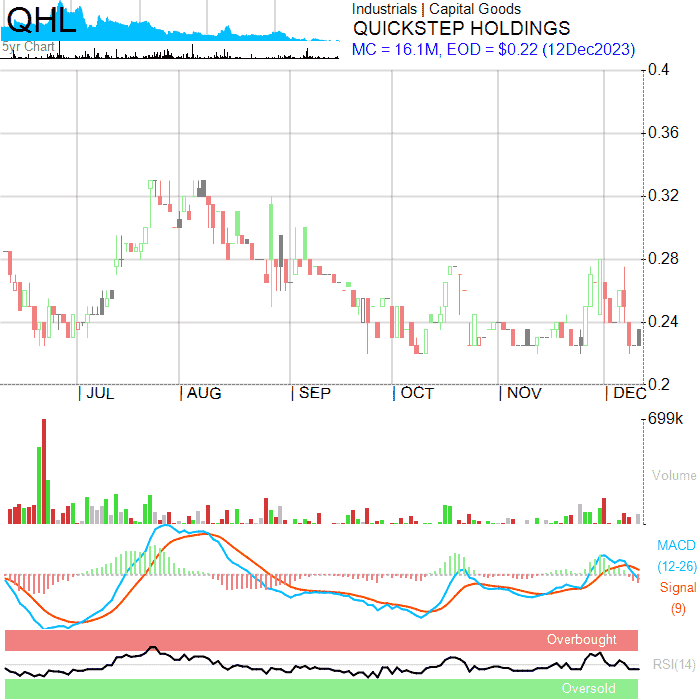 QHL
5yr Chart
Industrials | Capital Goods
QUICKSTEP HOLDINGS
MC = 16.1M, EOD = $0.22 (12Dec2023)
0.4
0.36
0.32
0.28
0.24
0.2
JUL AUG SEP OCT NOV DEC
699k
Volume
MACD
(12-26)
Signal
(9)
Overbought
RSI(14)
Oversold